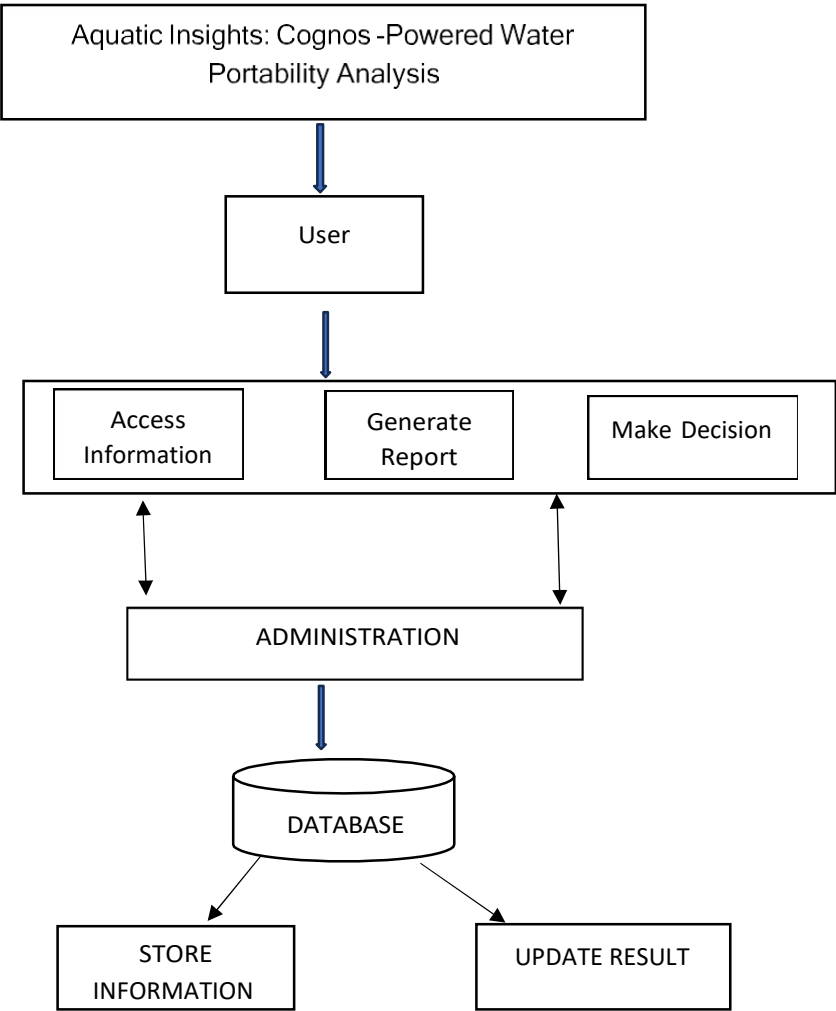 Aquatic Insights: Cognos -Powered Water
Portability Analysis
User
Access
Information
Generate
Report
Make Decision
ADMINISTRATION
DATABASE
STORE
INFORMATION
UPDATE RESULT